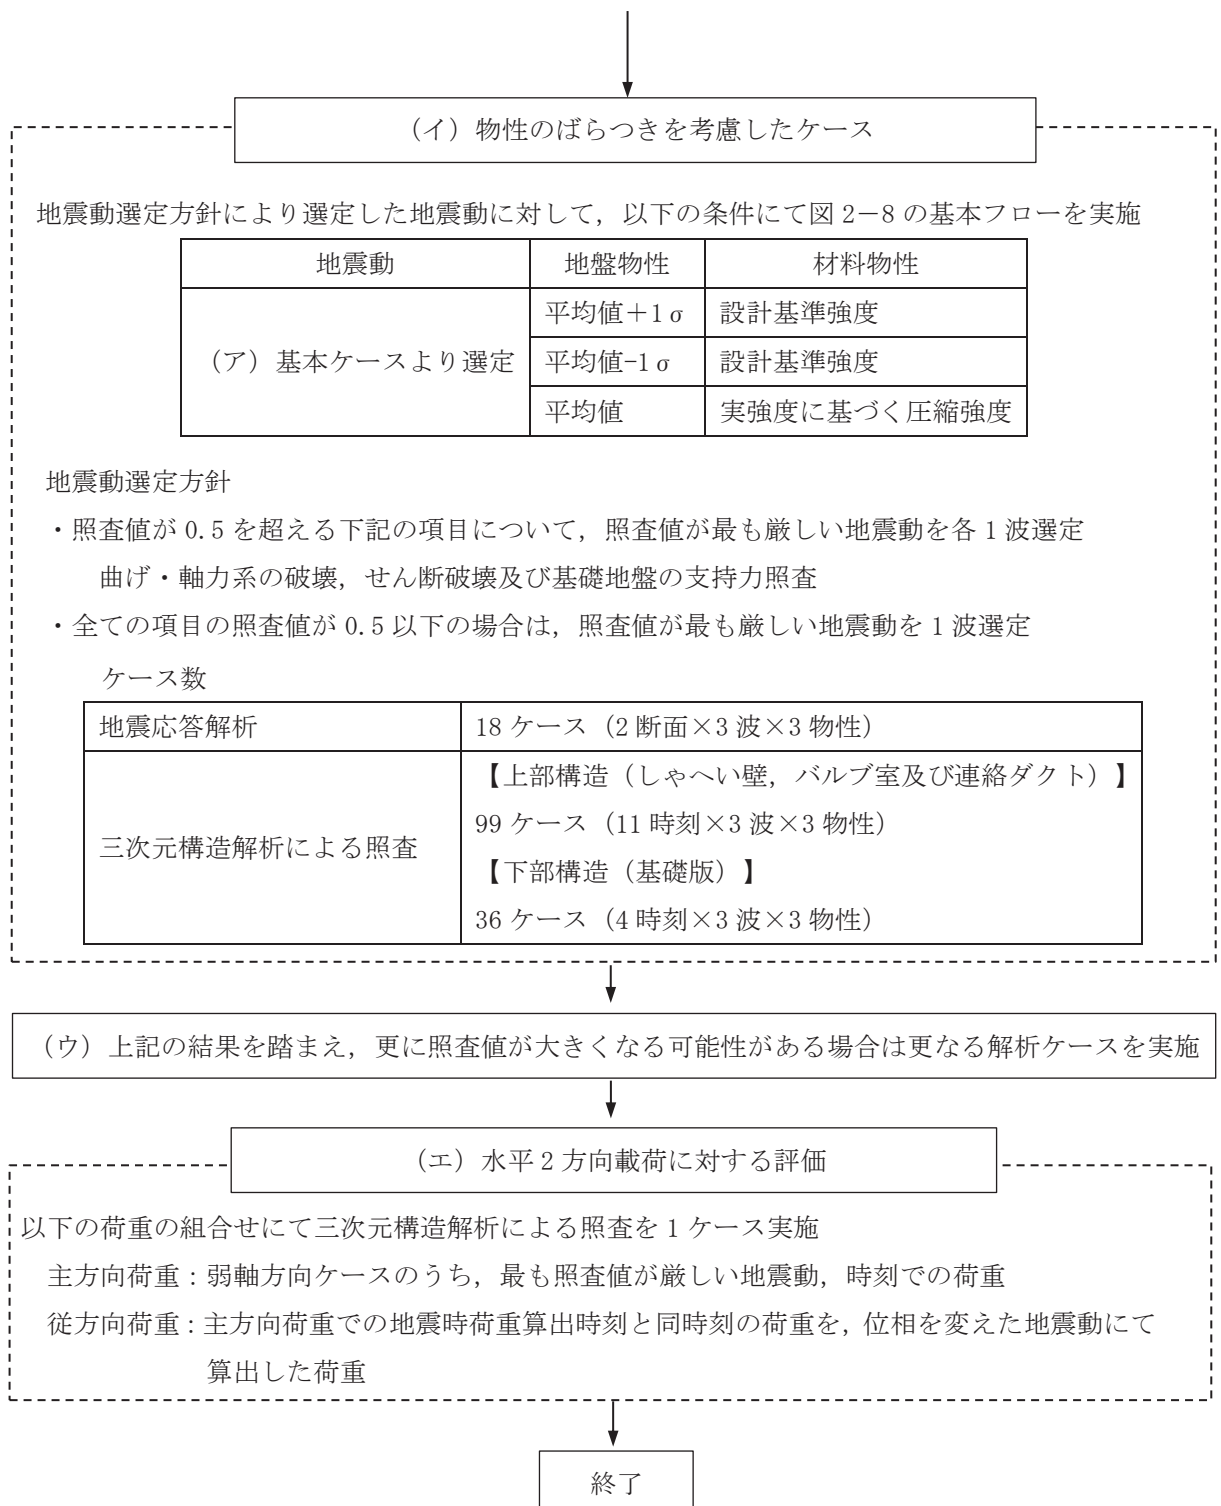 （イ）物性のばらつきを考慮したケース
地震動選定方針により選定した地震動に対して，以下の条件にて図 2－8 の基本フローを実施
地震動 地盤物性 材料物性
（ア）基本ケースより選定
平均値＋1σ 設計基準強度
平均値-1σ 設計基準強度
平均値 実強度に基づく圧縮強度
地震動選定方針
・照査値が 0.5 を超える下記の項目について，照査値が最も厳しい地震動を各 1 波選定
曲げ・軸力系の破壊，せん断破壊及び基礎地盤の支持力照査
・全ての項目の照査値が 0.5 以下の場合は，照査値が最も厳しい地震動を 1 波選定
ケース数
地震応答解析 18 ケース（2 断面×3 波×3 物性）
三次元構造解析による照査
【上部構造（しゃへい壁，バルブ室及び連絡ダクト）】
99 ケース（11 時刻×3 波×3 物性）
【下部構造（基礎版）】
36 ケース（4 時刻×3 波×3 物性）
（ウ）上記の結果を踏まえ，更に照査値が大きくなる可能性がある場合は更なる解析ケースを実施
（エ）水平 2 方向載荷に対する評価
以下の荷重の組合せにて三次元構造解析による照査を 1 ケース実施
主方向荷重：弱軸方向ケースのうち，最も照査値が厳しい地震動，時刻での荷重
従方向荷重：主方向荷重での地震時荷重算出時刻と同時刻の荷重を，位相を変えた地震動にて
算出した荷重
終了